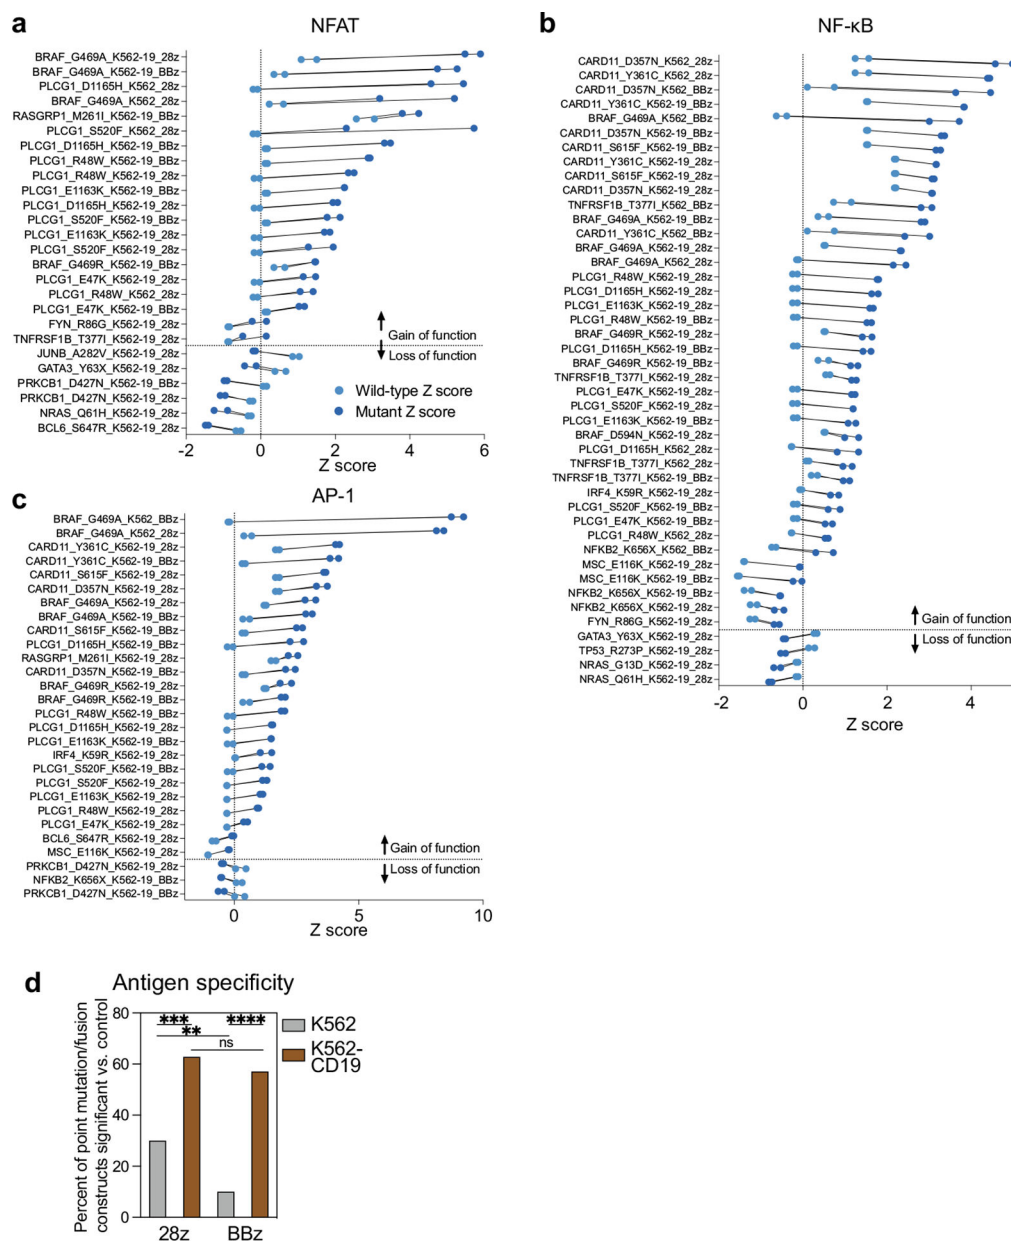 a
NFAT
BRAF_G469A_K562-19_28z
BRAF_G469A_K562-19_BBz
PLCG1_D1165H_K562_28z
BRAF_G469A_K562_28z
RASGRP1_M261I_K562-19_BBz
PLCG1_S520F_K562_28z
PLCG1_D1165H_K562-19_BBz
PLCG1_R48W_K562-19_BBz
PLCG1_R48W_K562-19_28z
PLCG1_E1163K_K562-19_BBz
PLCG1_D1165H_K562-19_28z
PLCG1_S520F_K562-19_BBz
PLCG1_E1163K_K562-19_28z
PLCG1_S520F_K562-19_28z
BRAF_G469R_K562-19_BBz
PLCG1_E47K_K562-19_28z
PLCG1_R48W_K562_28z
PLCG1_E47K_K562-19_BBz
FYN_R86G_K562-19_28z
TNFRSF1B_T377I_K562-19_28z
JUNB_A282V_K562-19_28z
GATA3_Y63X_K562-19_28z
PRKCB1_D427N_K562-19_BBz
PRKCB1_D427N_K562-19_28z
NRAS_Q61H_K562-19_28z
BCL6_S647R_K562-19_28z
Gain of function
Loss of function
Wild-type Z score
Mutant Z score
-2
0
2
4
6
Z score
b
NF-κB
CARD11_D357N_K562_28z
CARD11_Y361C_K562_28z
CARD11_D357N_K562_BBz
CARD11_Y361C_K562-19_BBz
BRAF_G469A_K562_BBz
CARD11_D357N_K562-19_BBz
CARD11_S615F_K562-19_BBz
CARD11_Y361C_K562-19_28z
CARD11_S615F_K562-19_28z
CARD11_D357N_K562-19_28z
TNFRSF1B_T377I_K562_BBz
BRAF_G469A_K562-19_BBz
CARD11_Y361C_K562_BBz
BRAF_G469A_K562-19_28z
BRAF_G469A_K562_28z
PLCG1_R48W_K562-19_28z
PLCG1_D1165H_K562-19_28z
PLCG1_E1163K_K562-19_28z
PLCG1_R48W_K562-19_BBz
BRAF_G469R_K562-19_28z
PLCG1_D1165H_K562-19_BBz
BRAF_G469R_K562-19_BBz
TNFRSF1B_T377I_K562-19_28z
PLCG1_E47K_K562-19_28z
PLCG1_S520F_K562-19_28z
PLCG1_E1163K_K562-19_BBz
BRAF_D594N_K562-19_28z
PLCG1_D1165H_K562_28z
TNFRSF1B_T377I_K562_28z
TNFRSF1B_T377I_K562-19_BBz
IRF4_K59R_K562-19_28z
PLCG1_S520F_K562-19_BBz
PLCG1_E47K_K562-19_BBz
PLCG1_R48W_K562_28z
NFKB2_K656X_K562_BBz
MSC_E116K_K562-19_28z
MSC_E116K_K562-19_BBz
NFKB2_K656X_K562-19_BBz
NFKB2_K656X_K562-19_28z
FYN_R86G_K562-19_28z
GATA3_Y63X_K562-19_28z
TP53_R273P_K562-19_28z
NRAS_G13D_K562-19_28z
NRAS_Q61H_K562-19_28z
Gain of function
Loss of function
-2
0
2
4
Z score
c
AP-1
BRAF_G469A_K562_BBz
BRAF_G469A_K562_28z
CARD11_Y361C_K562-19_28z
CARD11_Y361C_K562-19_BBz
CARD11_S615F_K562-19_28z
CARD11_D357N_K562-19_28z
BRAF_G469A_K562-19_28z
BRAF_G469A_K562-19_BBz
CARD11_S615F_K562-19_BBz
PLCG1_D1165H_K562-19_BBz
RASGRP1_M261I_K562-19_28z
CARD11_D357N_K562-19_BBz
BRAF_G469R_K562-19_28z
BRAF_G469R_K562-19_BBz
PLCG1_R48W_K562-19_BBz
PLCG1_D1165H_K562-19_28z
PLCG1_E1163K_K562-19_BBz
IRF4_K59R_K562-19_28z
PLCG1_S520F_K562-19_BBz
PLCG1_S520F_K562-19_28z
PLCG1_E1163K_K562-19_28z
PLCG1_R48W_K562-19_28z
PLCG1_E47K_K562-19_28z
BCL6_S647R_K562-19_28z
MSC_E116K_K562-19_28z
PRKCB1_D427N_K562-19_28z
NFKB2_K656X_K562-19_BBz
PRKCB1_D427N_K562-19_BBz
Gain of function
Loss of function
0
5
10
Z score
d
Antigen specificity
Percent of point mutation/fusion
constructs significant vs. control
80
60
40
20
0
*** ****
**
ns
28z
BBz
K562
K562-
CD19